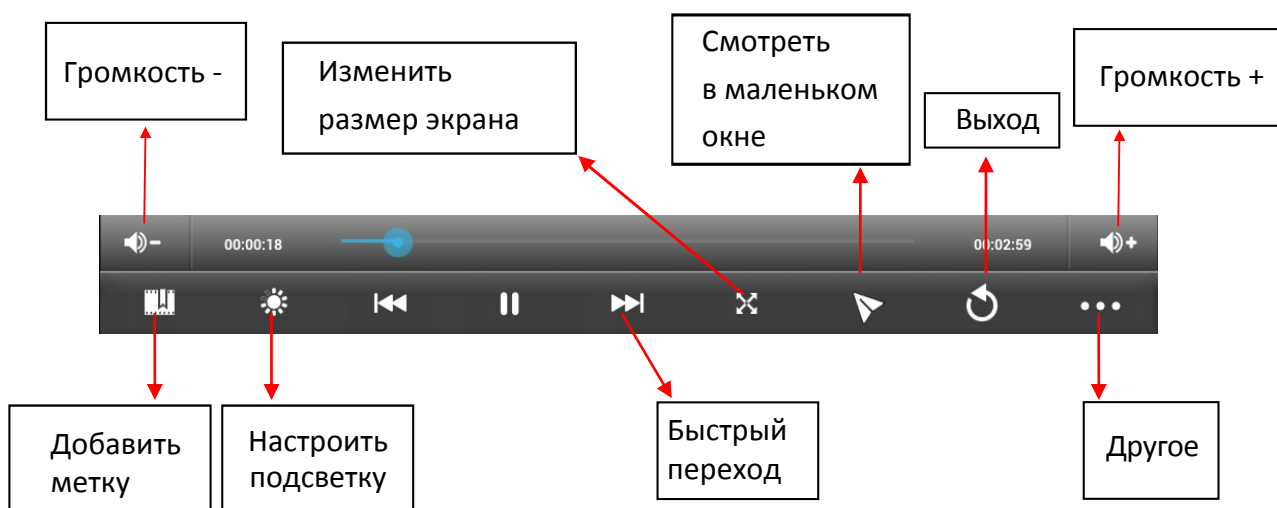 Громкость -
Изменить
размер экрана
Смотреть
в маленьком
окне
Выход
Громкость +
00:00:18
00:02:59
Добавить
метку
Настроить
подсветку
Быстрый
переход
Другое